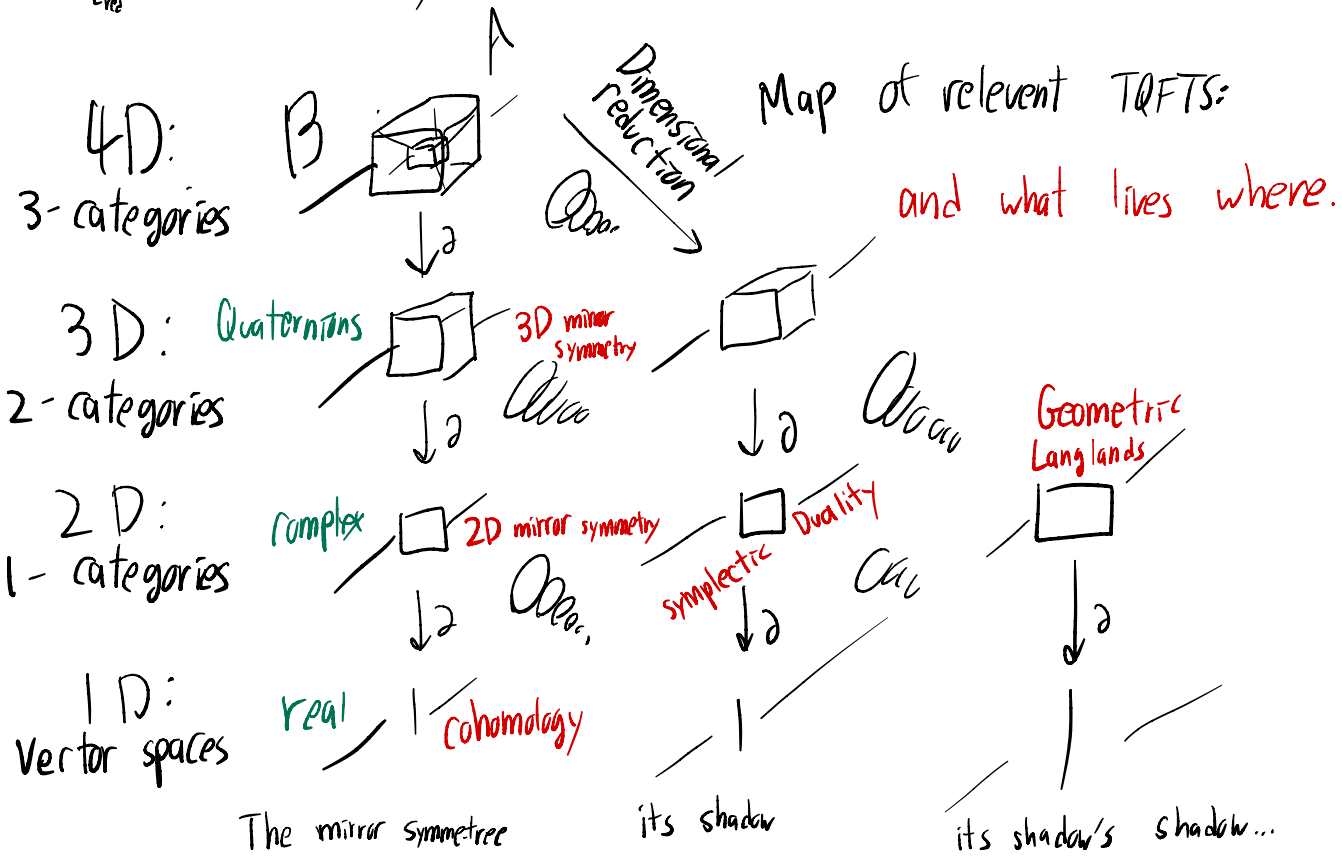 A
4D:
B
Dimensional
reduction
Map of relevent TQFTS:
3-categories
and what lives where.
∂
3D:
Quaternions
3D mirror
symmetry
2-categories
∂
∂
Geometric
Langlands
2D:
complex
2D mirror symmetry
Duality
symplectic
1- categories
∂
∂
∂
1D:
real
cohomology
Vector spaces
The mirror symmetree
its shadow
its shadow's shadow...